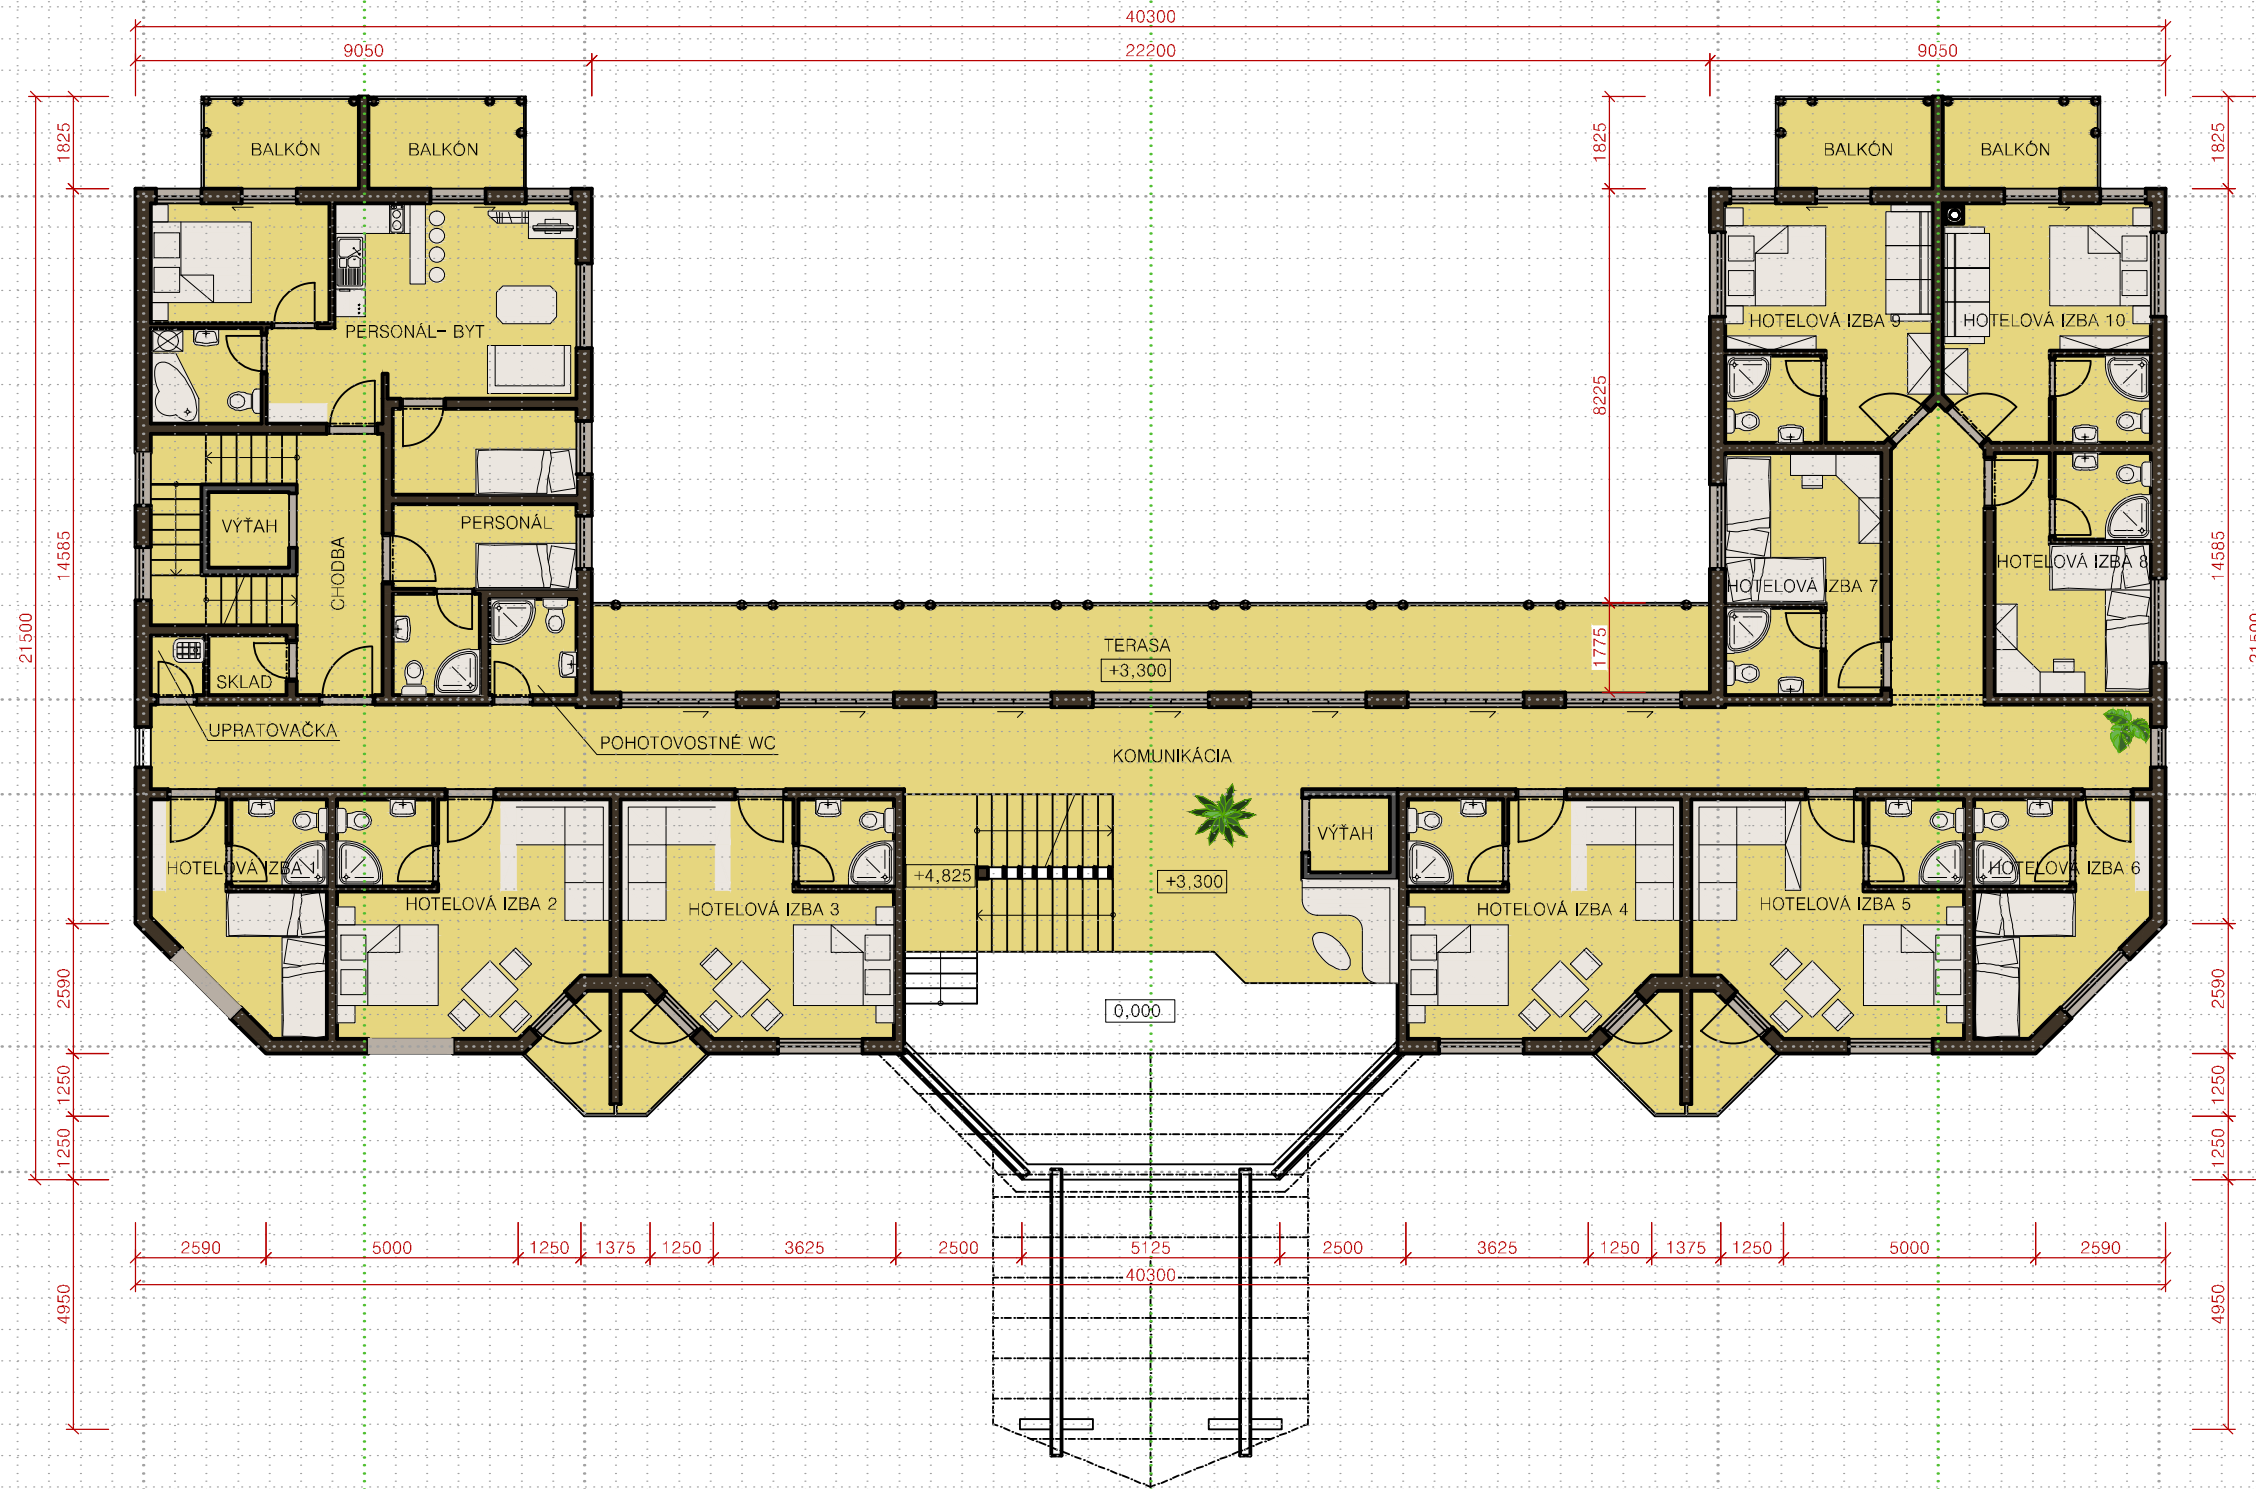 40300
9050
22200
9050
1825
1825
1825
1825
BALKÓN
BALKÓN
BALKÓN
BALKÓN
PERSONÁL- BYT
HOTELOVÁ IZBA 9
HOTELOVÁ IZBA 10
8225
14585
14585
21500
21500
VÝŤAH
CHODBA
PERSONÁL
HOTELOVÁ IZBA 7
HOTELOVÁ IZBA 8
TERASA
+3,300
1775
SKLAD
UPRATOVAČKA
POHOTOVOSTNÉ WC
KOMUNIKÁCIA
VÝŤAH
HOTELOVÁ IZBA 1
HOTELOVÁ IZBA 2
HOTELOVÁ IZBA 3
+4,825
+3,300
HOTELOVÁ IZBA 4
HOTELOVÁ IZBA 5
HOTELOVÁ IZBA 6
2590
2590
0,000
1250
1250
1250
1250
2590
5000
1250
1375
1250
3625
2500
5125
2500
3625
1250
1375
1250
5000
2590
40300
4950
4950